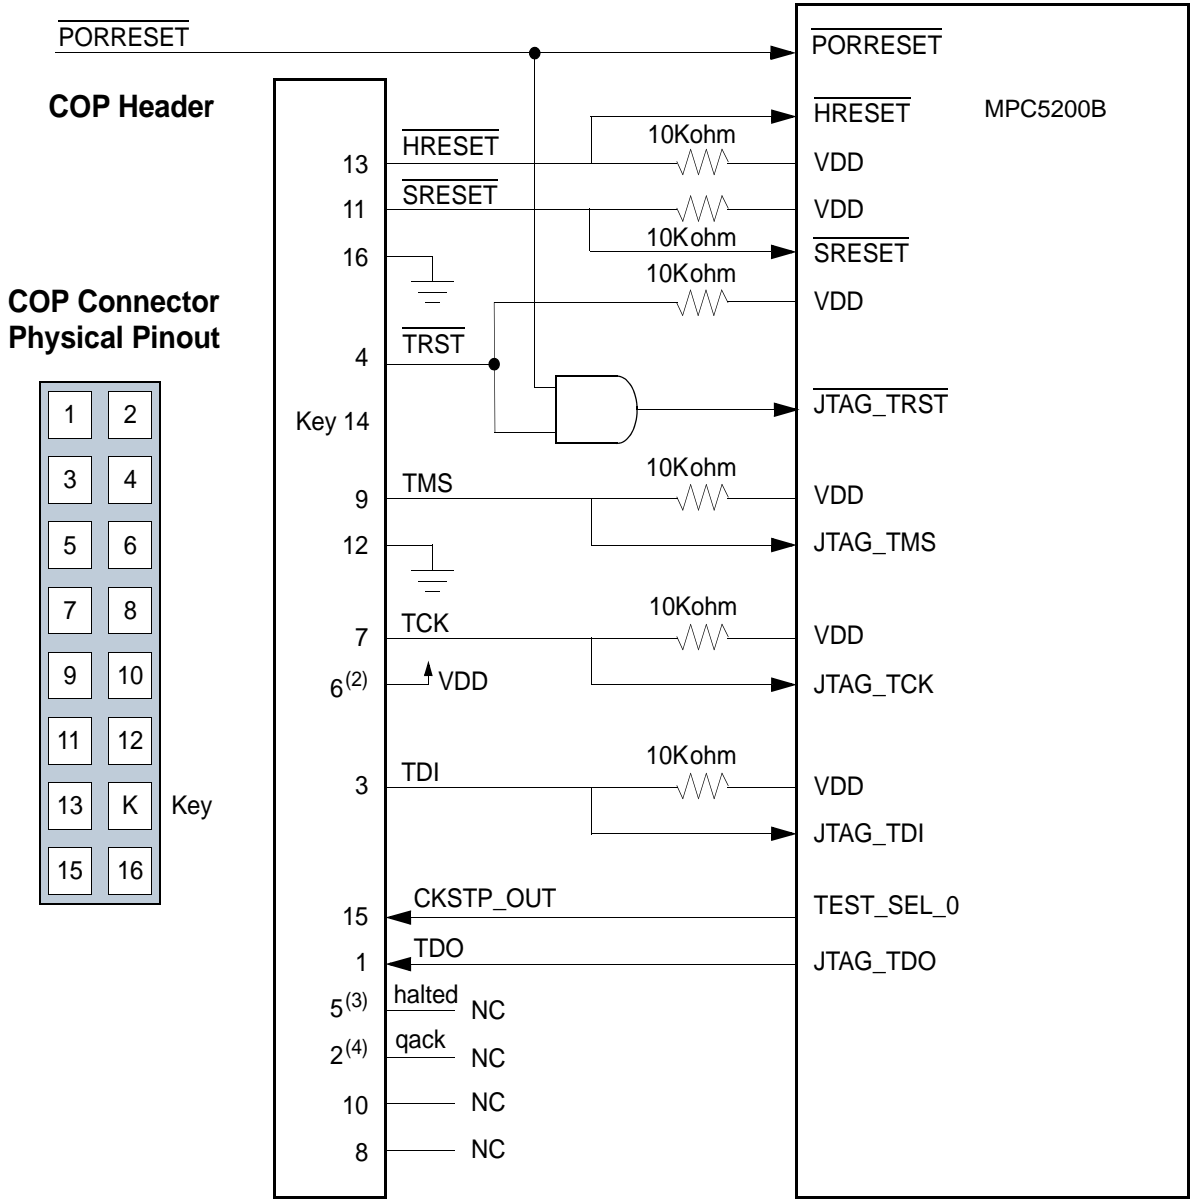 PORRESET
PORRESET
COP Header
HRESET
MPC5200B
10Kohm
HRESET
13
VDD
SRESET
11
VDD
10Kohm
SRESET
16
10Kohm
VDD
COP Connector
Physical Pinout
TRST
4
JTAG_TRST
Key 14
1 2
3 4
5 6
7 8
9 10
11 12
13 K Key
15 16
10Kohm
TMS
9
VDD
12
JTAG_TMS
10Kohm
TCK
7
VDD
6(2)
VDD
JTAG_TCK
10Kohm
TDI
3
VDD
JTAG_TDI
CKSTP_OUT
15
TEST_SEL_0
TDO
1
JTAG_TDO
5(3)
halted
NC
2(4)
qack
NC
10
NC
8
NC